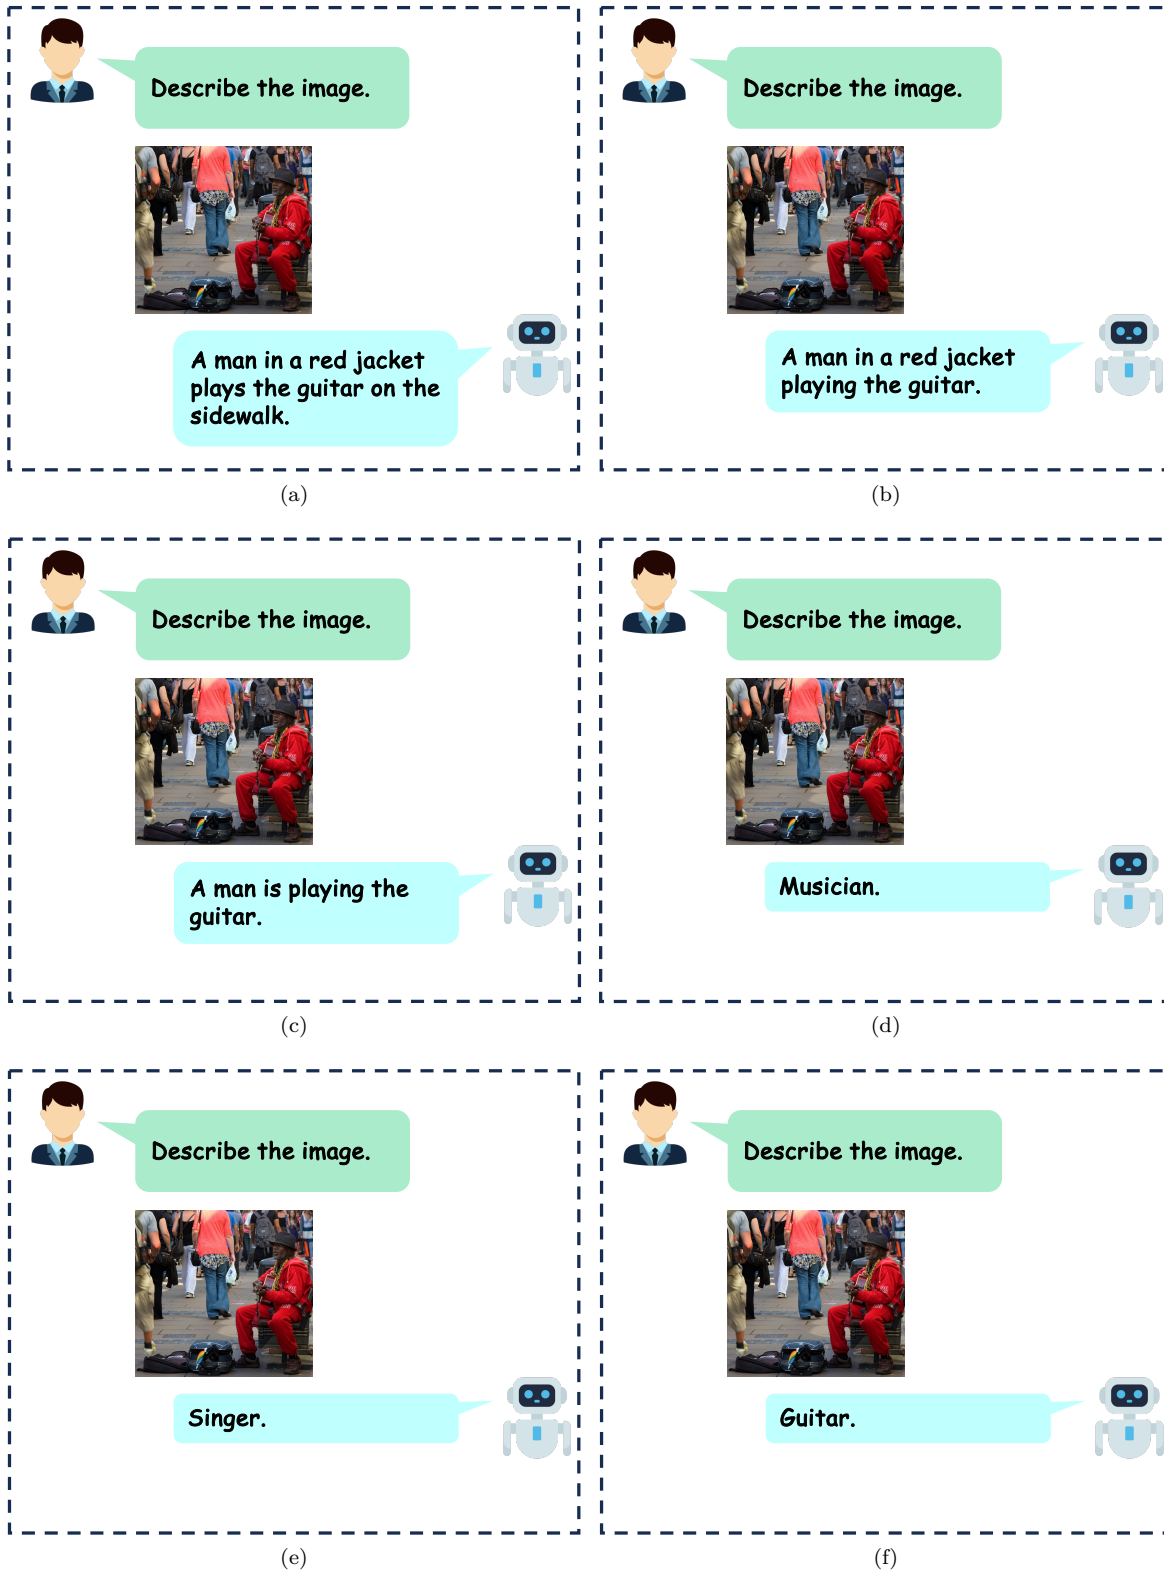 Describe the image.
A man in a red jacket
plays the guitar on the
sidewalk.
(a)
Describe the image.
A man in a red jacket
playing the guitar.
(b)
Describe the image.
A man is playing the
guitar.
(c)
Describe the image.
Musician.
(d)
Describe the image.
Singer.
(e)
Describe the image.
Guitar.
(f)